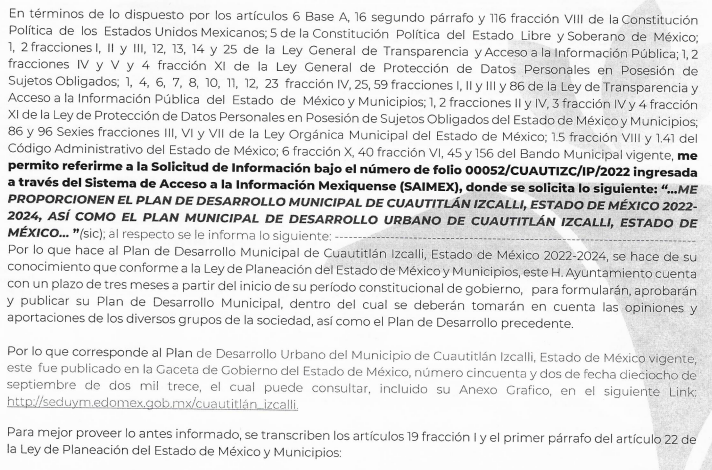 En términos de lo dispuesto por los artículos 6 Base A, 16 segundo párrafo y 116 fracción VIII de la Constitución
Política de los Estados Unidos Mexicanos; 5 de la Constitución Política del Estado Libre y Soberano de México;
1, 2 fracciones I, II y III, 12, 13, 14 y 25 de la Ley General de Transparencia y Acceso a la Información Pública; 1, 2
fracciones IV y V y 4 fracción XI de la Ley General de Protección de Datos Personales en Posesión de
Sujetos Obligados; 1, 4, 6, 7, 8, 10, 11, 12, 23 fracción IV, 25, 59 fracciones I, II y III y 86 de la Ley de Transparencia y
Acceso a la Información Pública del Estado de México y Municipios; 1, 2 fracciones II y IV, 3 fracción IV y 4 fracción
XI de la Ley de Protección de Datos Personales en Posesión de Sujetos Obligados del Estado de México y Municipios;
86 y 96 Sexies fracciones III, VI y VII de la Ley Orgánica Municipal del Estado de México; 1.5 fracción VIII y 1.41 del
Código Administrativo del Estado de México; 6 fracción X, 40 fracción VI, 45 y 156 del Bando Municipal vigente, me
permito referirme a la Solicitud de Información bajo el número de folio 00052/CUAUTIZC/IP/2022 ingresada
a través del Sistema de Acceso a la Información Mexiquense (SAIMEX), donde se solicita lo siguiente: “...ME
PROPORCIONEN EL PLAN DE DESARROLLO MUNICIPAL DE CUAUTITLÁN IZCALLI, ESTADO DE MÉXICO 2022-
2024, ASÍ COMO EL PLAN MUNICIPAL DE DESARROLLO URBANO DE CUAUTITLÁN IZCALLI, ESTADO DE
MÉXICO... ”(sic); al respecto se le informa lo siguiente: ----------------------------------------------------------
Por lo que hace al Plan de Desarrollo Municipal de Cuautitlán Izcalli, Estado de México 2022-2024, se hace de su
conocimiento que conforme a la Ley de Planeación del Estado de México y Municipios, este H. Ayuntamiento cuenta
con un plazo de tres meses a partir del inicio de su período constitucional de gobierno, para formularán, aprobarán
y publicar su Plan de Desarrollo Municipal, dentro del cual se deberán tomarán en cuenta las opiniones y
aportaciones de los diversos grupos de la sociedad, así como el Plan de Desarrollo precedente.
Por lo que corresponde al Plan de Desarrollo Urbano del Municipio de Cuautitlán Izcalli, Estado de México vigente,
este fue publicado en la Gaceta de Gobierno del Estado de México, número cincuenta y dos de fecha dieciocho de
septiembre de dos mil trece, el cual puede consultar, incluido su Anexo Grafico, en el siguiente Link:
http://seduym.edomex.gob.mx/cuautitlán_izcalli.
Para mejor proveer lo antes informado, se transcriben los artículos 19 fracción I y el primer párrafo del artículo 22 de
la Ley de Planeación del Estado de México y Municipios: